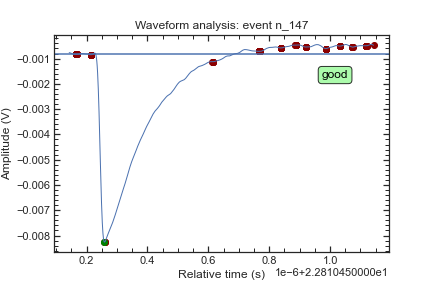 Waveform analysis: event n_147
Amplitude (V)
−0.001
−0.002
−0.003
−0.004
−0.005
−0.006
−0.007
−0.008
good
0.2 0.4 0.6 0.8 1.0
Relative time (s) 1e−6+2.2810450000e1